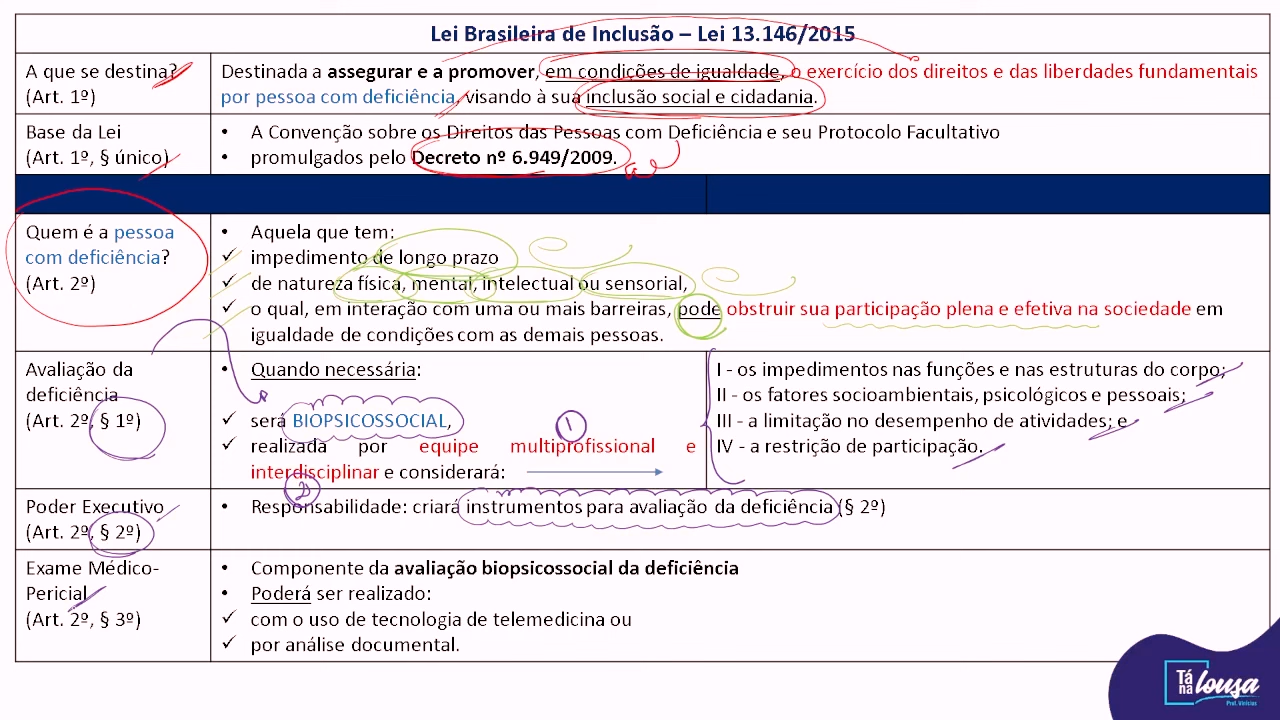 Lei Brasileira de Inclusão – Lei 13.146/2015
A que se destina?
(Art. 1º)
Destinada a assegurar e a promover, em condições de igualdade, o exercício dos direitos e das liberdades fundamentais
por pessoa com deficiência, visando à sua inclusão social e cidadania.
Base da Lei
(Art. 1º, § único)
• A Convenção sobre os Direitos das Pessoas com Deficiência e seu Protocolo Facultativo
• promulgados pelo Decreto nº 6.949/2009.
Quem é a pessoa
com deficiência?
(Art. 2º)
• Aquela que tem:
✓ impedimento de longo prazo
✓ de natureza física, mental, intelectual ou sensorial,
✓ o qual, em interação com uma ou mais barreiras, pode obstruir sua participação plena e efetiva na sociedade em
igualdade de condições com as demais pessoas.
Avaliação da
deficiência
(Art. 2º, § 1º)
• Quando necessária:
✓ será BIOPSICOSSOCIAL,
✓ realizada por equipe multiprofissional e
interdisciplinar e considerará:
1
2
I - os impedimentos nas funções e nas estruturas do corpo;
II - os fatores socioambientais, psicológicos e pessoais;
III - a limitação no desempenho de atividades; e
IV - a restrição de participação.
Poder Executivo
(Art. 2º, § 2º)
• Responsabilidade: criará instrumentos para avaliação da deficiência (§ 2º)
Exame Médico-
Pericial
(Art. 2º, § 3º)
• Componente da avaliação biopsicossocial da deficiência
• Poderá ser realizado:
✓ com o uso de tecnologia de telemedicina ou
✓ por análise documental.
Tá
na lousa
Prof. Vinícius